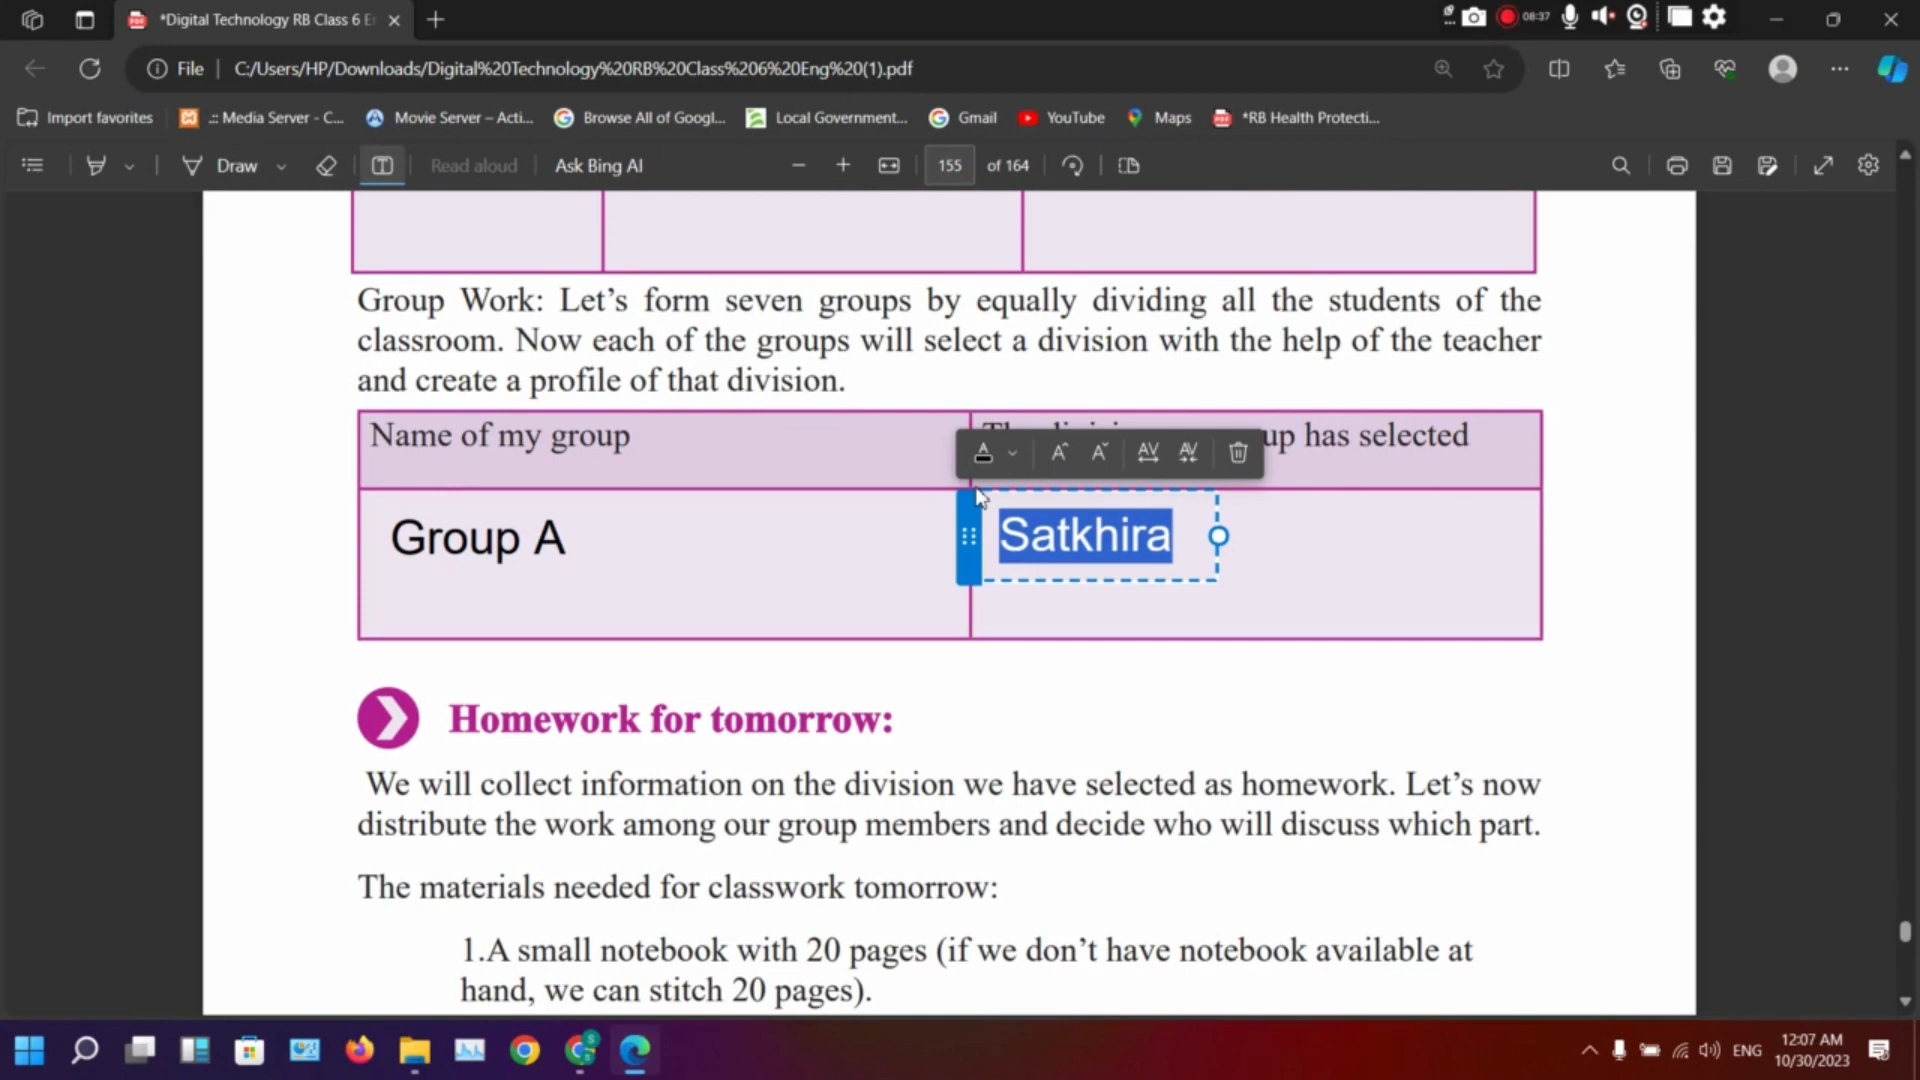 *Digital Technology RB Class 6 En
08:37
File
C:/Users/HP/Downloads/Digital%20Technology%20RB%20Class%206%20Eng%20(1).pdf
Import favorites
.:: Media Server - C...
Movie Server – Acti...
Browse All of Googl...
Local Government...
Gmail
YouTube
Maps
*RB Health Protecti...
Draw
Read aloud
Ask Bing AI
155 of 164
Group Work: Let's form seven groups by equally dividing all the students of the
classroom. Now each of the groups will select a division with the help of the teacher
and create a profile of that division.
Name of my group
up has selected
Group A
Satkhira
Homework for tomorrow:
We will collect information on the division we have selected as homework. Let's now
distribute the work among our group members and decide who will discuss which part.
The materials needed for classwork tomorrow:
1.A small notebook with 20 pages (if we don't have notebook available at
hand, we can stitch 20 pages).
ENG
12:07 AM
10/30/2023